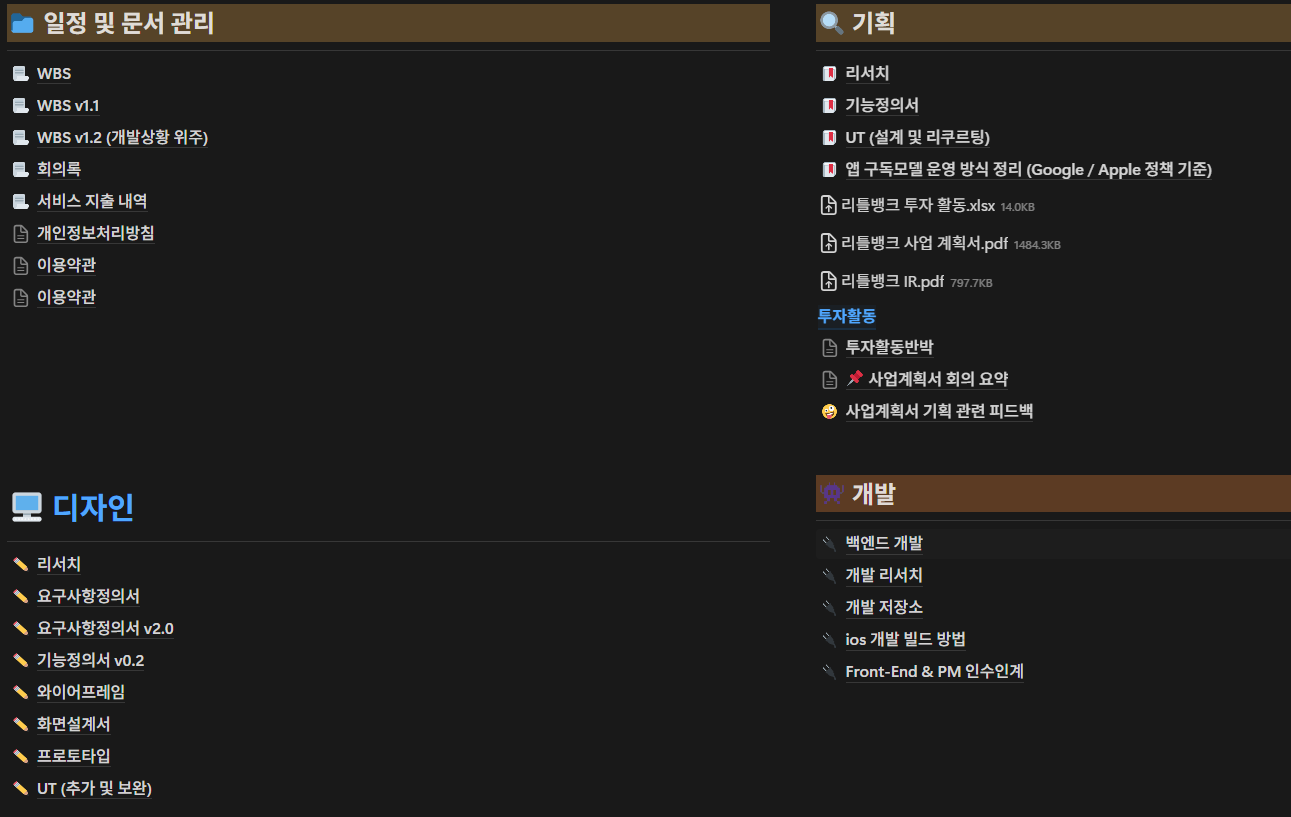 일정 및 문서 관리
WBS
WBS v1.1
WBS v1.2 (개발상황 위주)
회의록
서비스 지출 내역
개인정보처리방침
이용약관
이용약관
기획
리서치
기능정의서
UT (설계 및 리쿠르팅)
앱 구독모델 운영 방식 정리 (Google / Apple 정책 기준)
리틀뱅크 투자 활동.xlsx 14.0KB
리틀뱅크 사업 계획서.pdf 1484.3KB
리틀뱅크 IR.pdf 797.7KB
투자활동
투자활동반박
📌 사업계획서 회의 요약
사업계획서 기획 관련 피드백
디자인
리서치
요구사항정의서
요구사항정의서 v2.0
기능정의서 v0.2
와이어프레임
화면설계서
프로토타입
UT (추가 및 보완)
개발
백엔드 개발
개발 리서치
개발 저장소
ios 개발 빌드 방법
Front-End & PM 인수인계